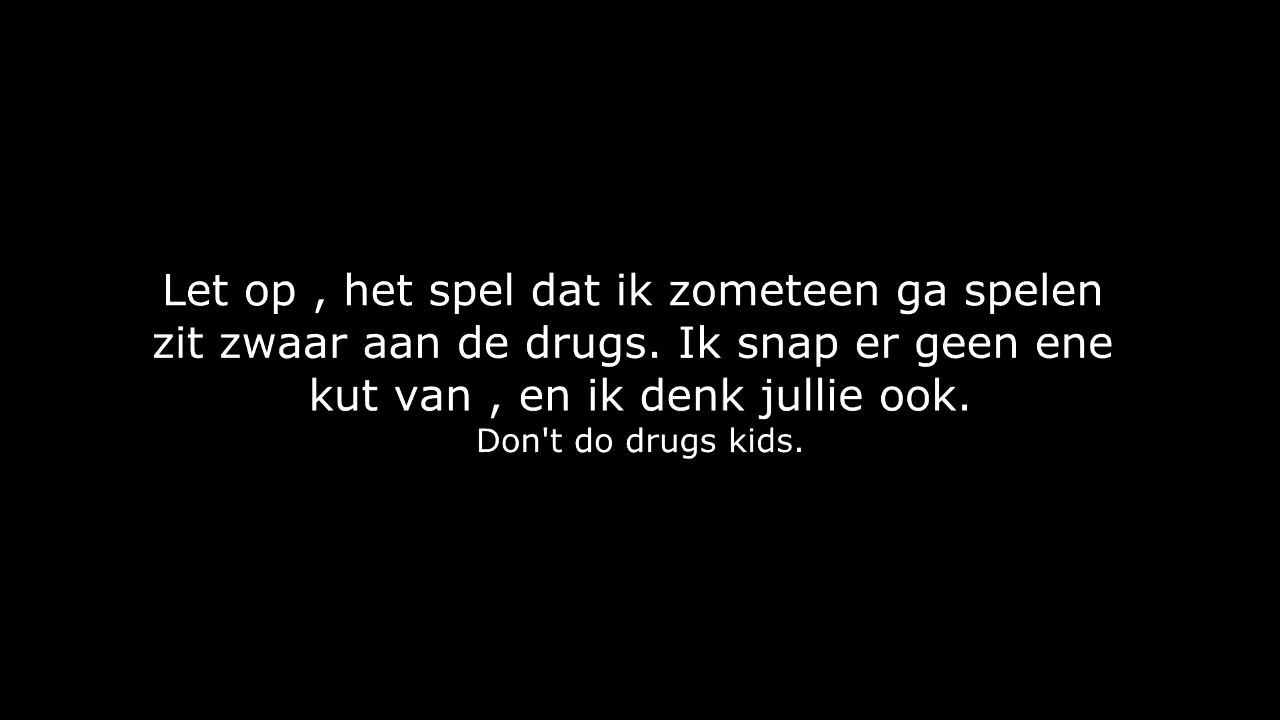 Let op , het spel dat ik zometeen ga spelen
zit zwaar aan de drugs. Ik snap er geen ene
kut van , en ik denk jullie ook.
Don't do drugs kids.